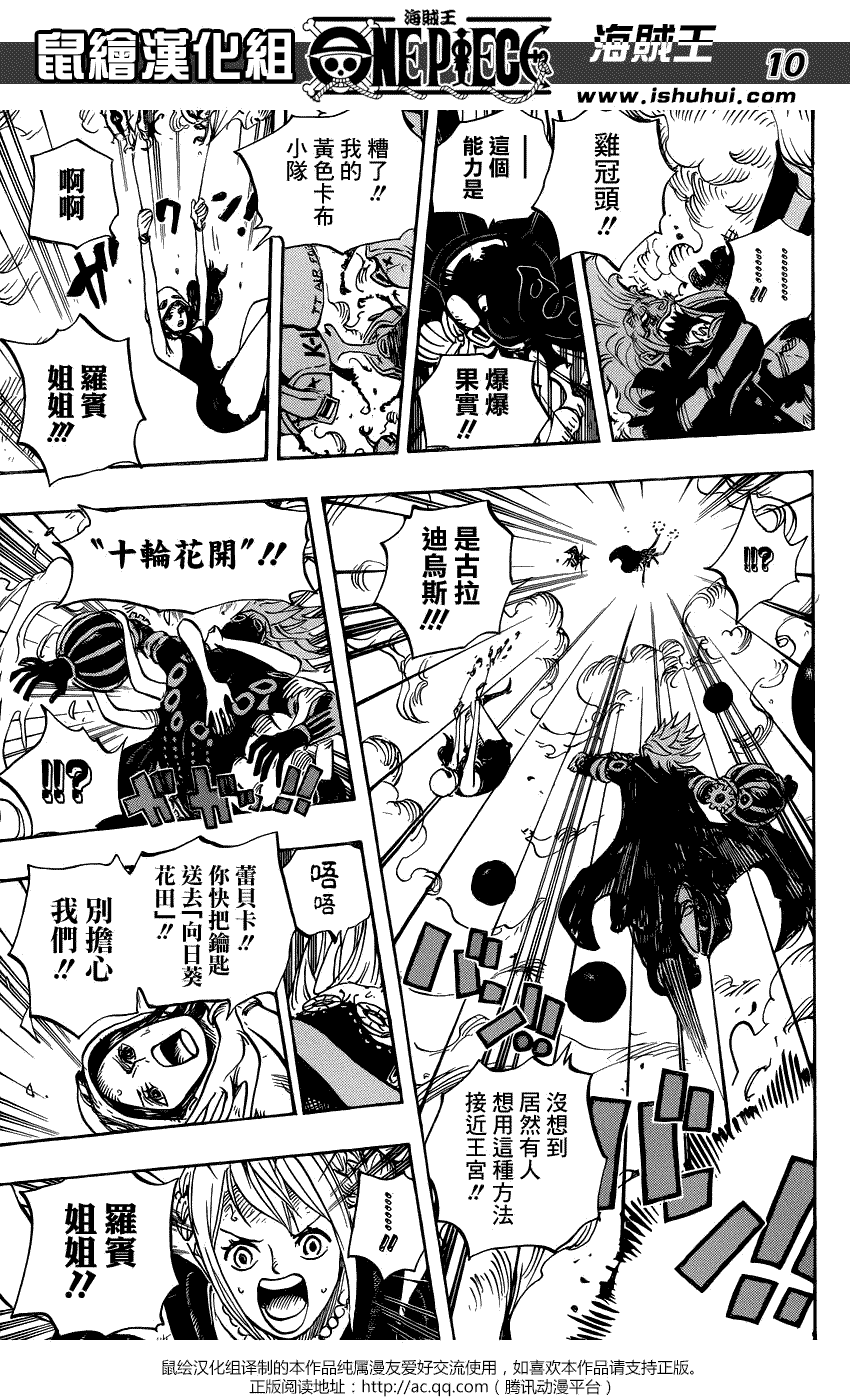 鼠繪漢化組
海賊王
ONE PIECE
海賊王
10
www.ishuhui.com
雞冠頭!!
………!!
這個
能力是
——
爆爆
果實!!
糟了!!
我的
黃色卡布
小隊
啊
啊
羅賓
姐姐!!!
!!?
是古拉
迪烏斯!!!
沒想到
居然有人
想用這種方法
接近王宮!!
“十輪花開”!!
!!?
唔
唔
蕾貝卡!!
你快把鑰匙
送去「向日葵
花田」!!
別擔心
我們!!
………!!
羅賓
姐姐!!
鼠绘汉化组译制的本作品纯属漫友爱好交流使用，如喜欢本作品请支持正版。
正版阅读地址：http://ac.qq.com（腾讯动漫平台）